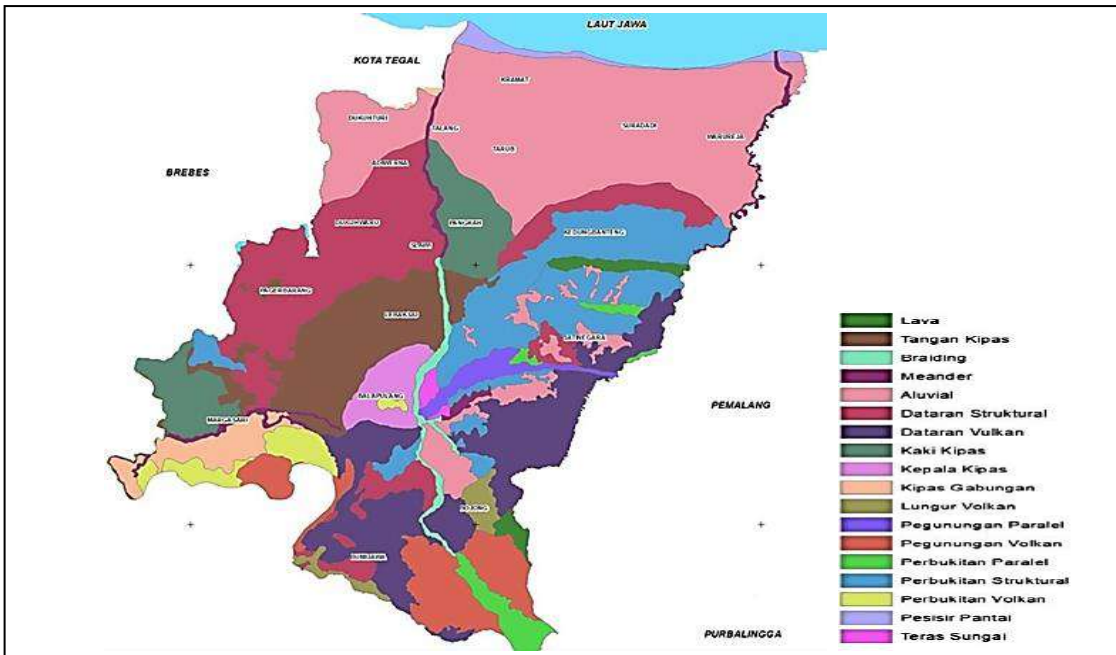 LAUT JAWA
KOTA TEGAL
KRAMAT
DUKUHTURI
TALANG
SURADADI
WARUREJA
TARUB
ADIWERNA
BREBES
DUKUHWARU
PANGKAH
SLAWI
KEDUNGBANTENG
PAGERBARANG
LEBAKSIU
JATINEGARA
BALAPULANG
PEMALANG
MARGASARI
BOJONG
BUMIJAWA
PURBALINGGA
Lava
Tangan Kipas
Braiding
Meander
Aluvial
Dataran Struktural
Dataran Vulkan
Kaki Kipas
Kepala Kipas
Kipas Gabungan
Lungur Volkan
Pegunungan Paralel
Pegunungan Volkan
Perbukitan Paralel
Perbukitan Struktural
Perbukitan Volkan
Pesisir Pantai
Teras Sungai